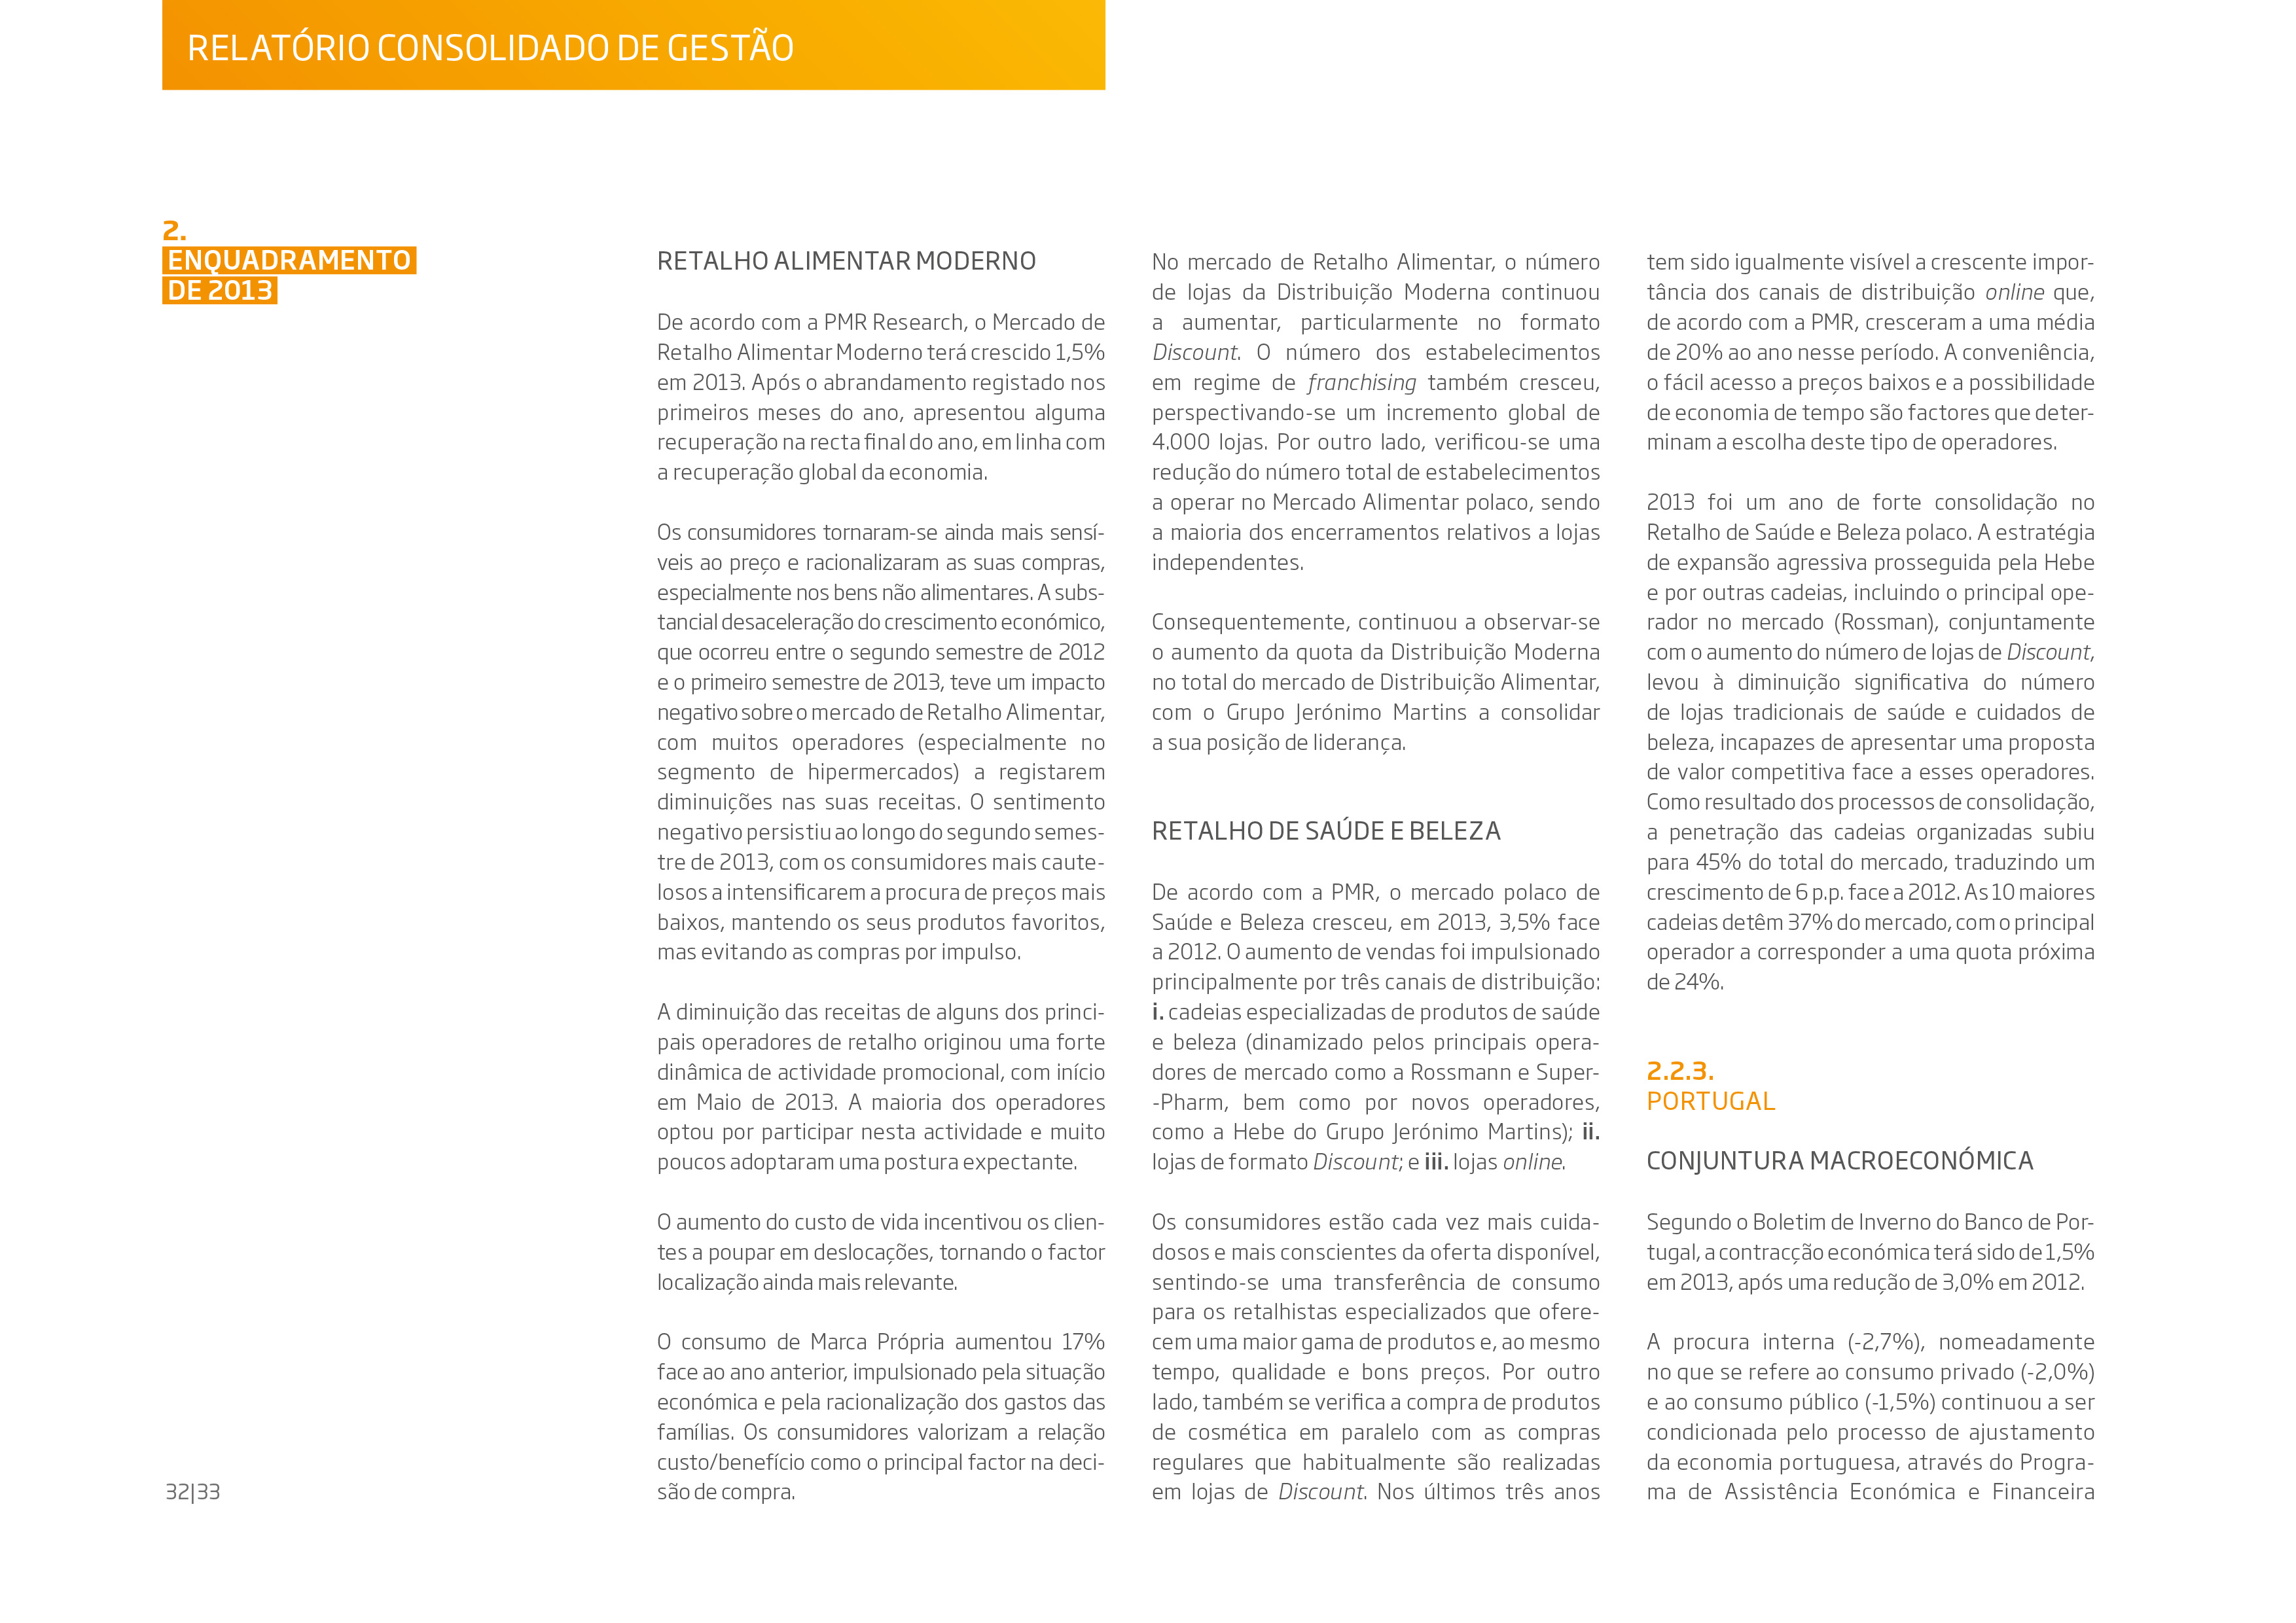 RELATÓRIO CONSOLIDADO DE GESTÃO
2.
ENQUADRAMENTO
DE 2013
RETALHO ALIMENTAR MODERNO
De acordo com a PMR Research, o Mercado de
Retalho Alimentar Moderno terá crescido 1,5%
em 2013. Após o abrandamento registado nos
primeiros meses do ano, apresentou alguma
recuperação na recta final do ano, em linha com
a recuperação global da economia.
Os consumidores tornaram-se ainda mais sensí-
veis ao preço e racionalizaram as suas compras,
especialmente nos bens não alimentares. A subs-
tancial desaceleração do crescimento económico,
que ocorreu entre o segundo semestre de 2012
e o primeiro semestre de 2013, teve um impacto
negativo sobre o mercado de Retalho Alimentar,
com muitos operadores (especialmente no
segmento de hipermercados) a registarem
diminuições nas suas receitas. O sentimento
negativo persistiu ao longo do segundo semes-
tre de 2013, com os consumidores mais caute-
losos a intensificarem a procura de preços mais
baixos, mantendo os seus produtos favoritos,
mas evitando as compras por impulso.
A diminuição das receitas de alguns dos princi-
pais operadores de retalho originou uma forte
dinâmica de actividade promocional, com início
em Maio de 2013. A maioria dos operadores
optou por participar nesta actividade e muito
poucos adoptaram uma postura expectante.
O aumento do custo de vida incentivou os clien-
tes a poupar em deslocações, tornando o factor
localização ainda mais relevante.
O consumo de Marca Própria aumentou 17%
face ao ano anterior, impulsionado pela situação
económica e pela racionalização dos gastos das
famílias. Os consumidores valorizam a relação
custo/benefício como o principal factor na deci-
são de compra.
No mercado de Retalho Alimentar, o número
de lojas da Distribuição Moderna continuou
a aumentar, particularmente no formato
Discount. O número dos estabelecimentos
em regime de franchising também cresceu,
perspectivando-se um incremento global de
4.000 lojas. Por outro lado, verificou-se uma
redução do número total de estabelecimentos
a operar no Mercado Alimentar polaco, sendo
a maioria dos encerramentos relativos a lojas
independentes.
Consequentemente, continuou a observar-se
o aumento da quota da Distribuição Moderna
no total do mercado de Distribuição Alimentar,
com o Grupo Jerónimo Martins a consolidar
a sua posição de liderança.
RETALHO DE SAÚDE E BELEZA
De acordo com a PMR, o mercado polaco de
Saúde e Beleza cresceu, em 2013, 3,5% face
a 2012. O aumento de vendas foi impulsionado
principalmente por três canais de distribuição:
i. cadeias especializadas de produtos de saúde
e beleza (dinamizado pelos principais opera-
dores de mercado como a Rossmann e Super-
-Pharm, bem como por novos operadores,
como a Hebe do Grupo Jerónimo Martins); ii.
lojas de formato Discount; e iii. lojas online.
Os consumidores estão cada vez mais cuida-
dosos e mais conscientes da oferta disponível,
sentindo-se uma transferência de consumo
para os retalhistas especializados que ofere-
cem uma maior gama de produtos e, ao mesmo
tempo, qualidade e bons preços. Por outro
lado, também se verifica a compra de produtos
de cosmética em paralelo com as compras
regulares que habitualmente são realizadas
em lojas de Discount. Nos últimos três anos
tem sido igualmente visível a crescente impor-
tância dos canais de distribuição online que,
de acordo com a PMR, cresceram a uma média
de 20% ao ano nesse período. A conveniência,
o fácil acesso a preços baixos e a possibilidade
de economia de tempo são factores que deter-
minam a escolha deste tipo de operadores.
2013 foi um ano de forte consolidação no
Retalho de Saúde e Beleza polaco. A estratégia
de expansão agressiva prosseguida pela Hebe
e por outras cadeias, incluindo o principal ope-
rador no mercado (Rossman), conjuntamente
com o aumento do número de lojas de Discount,
levou à diminuição significativa do número
de lojas tradicionais de saúde e cuidados de
beleza, incapazes de apresentar uma proposta
de valor competitiva face a esses operadores.
Como resultado dos processos de consolidação,
a penetração das cadeias organizadas subiu
para 45% do total do mercado, traduzindo um
crescimento de 6 p.p. face a 2012. As 10 maiores
cadeias detêm 37% do mercado, com o principal
operador a corresponder a uma quota próxima
de 24%.
2.2.3.
PORTUGAL
CONJUNTURA MACROECONÓMICA
Segundo o Boletim de Inverno do Banco de Por-
tugal, a contracção económica terá sido de 1,5%
em 2013, após uma redução de 3,0% em 2012.
A procura interna (-2,7%), nomeadamente
no que se refere ao consumo privado (-2,0%)
e ao consumo público (-1,5%) continuou a ser
condicionada pelo processo de ajustamento
da economia portuguesa, através do Progra-
ma de Assistência Económica e Financeira
32|33